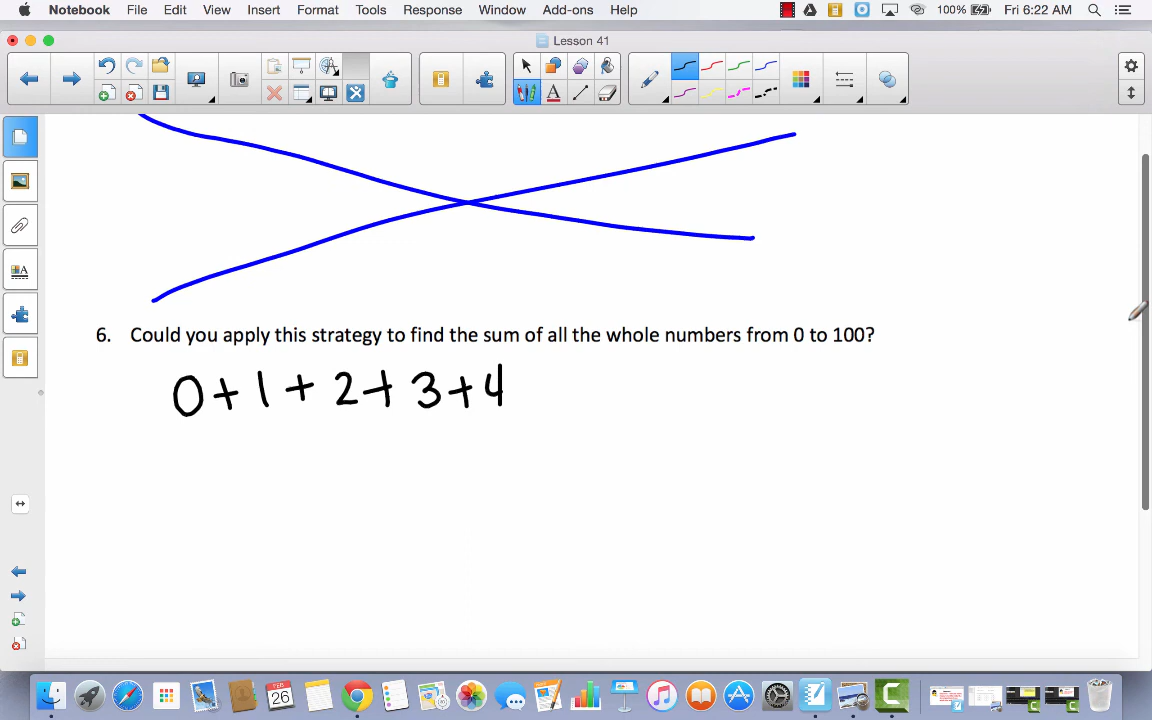 Notebook File Edit View Insert Format Tools Response Window Add-ons Help 100% Fri 6:22 AM
Lesson 41
6. Could you apply this strategy to find the sum of all the whole numbers from 0 to 100?
0 + 1 + 2 + 3 + 4
FEB
26